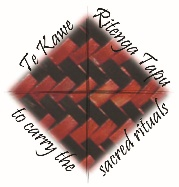 Te Kawe
Ritenga Tapu
to carry the
sacred rituals